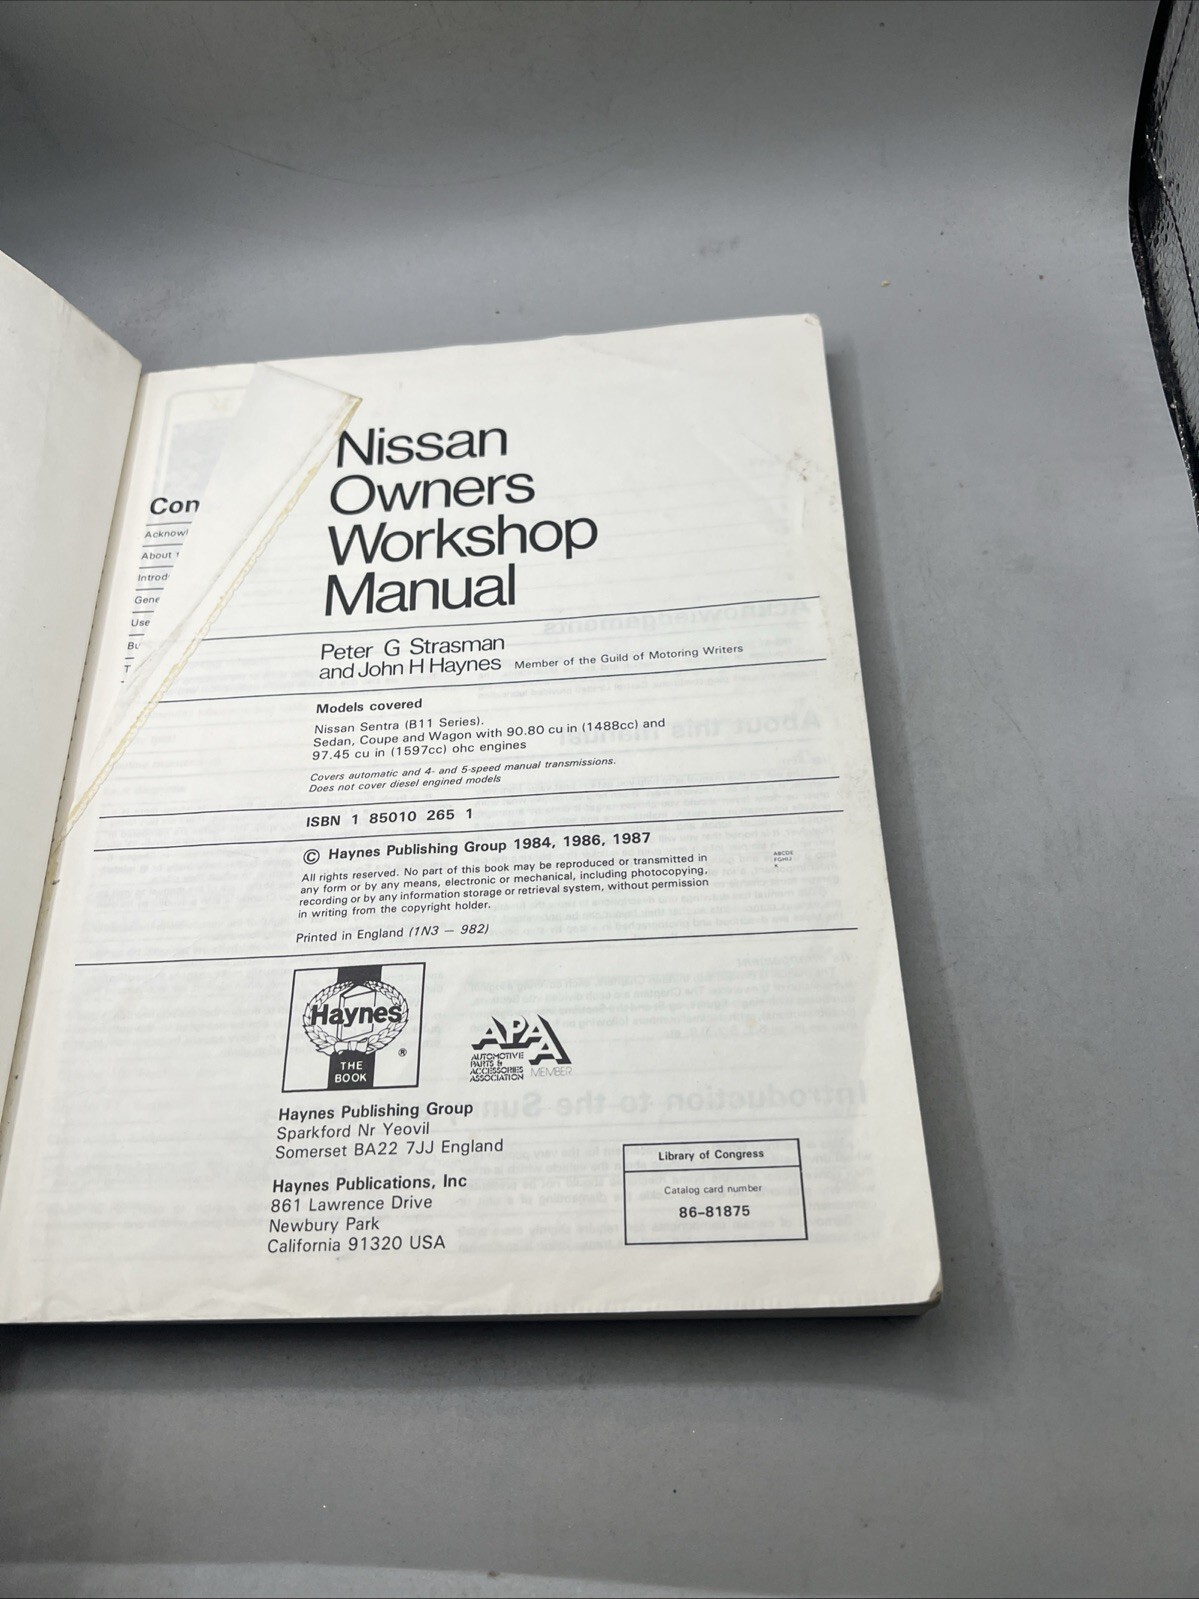 Nissan
Owners
Workshop
Manual
Peter G Strasman
and John H Haynes Member of the Guild of Motoring Writers
Models covered
Nissan Sentra (B11 Series).
Sedan, Coupe and Wagon with 90.80 cu in (1488cc) and
97.45 cu in (1597cc) ohc engines
Covers automatic and 4- and 5-speed manual transmissions.
Does not cover diesel engined models
ISBN 1 85010 265 1
© Haynes Publishing Group 1984, 1986, 1987
All rights reserved. No part of this book may be reproduced or transmitted in
any form or by any means, electronic or mechanical, including photocopying,
recording or by any information storage or retrieval system, without permission
in writing from the copyright holder.
ABCDE
FGHIJ
Printed in England (1N3 — 982)
Haynes
®
THE
BOOK
APAA
AUTOMOTIVE
PARTS &
ACCESSORIES
ASSOCIATION MEMBER
Haynes Publishing Group
Sparkford Nr Yeovil
Somerset BA22 7JJ England
Haynes Publications, Inc
861 Lawrence Drive
Newbury Park
California 91320 USA
Library of Congress
Catalog card number
86-81875
Con
Acknowl
About
Introd
Gene
Use
Bu
T